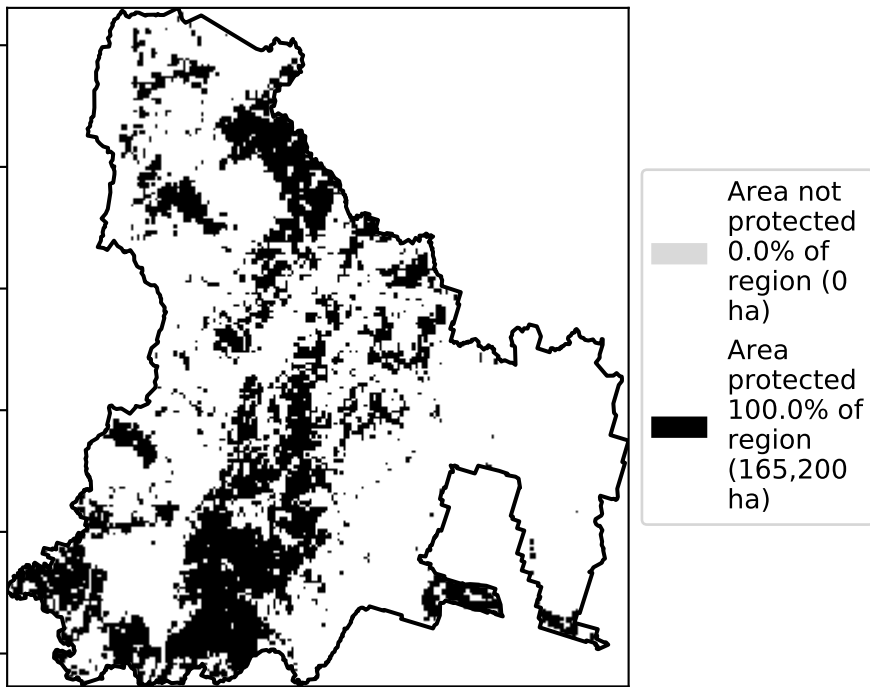 Area not
protected
0.0% of
region (0
ha)
Area
protected
100.0% of
region
(165,200
ha)